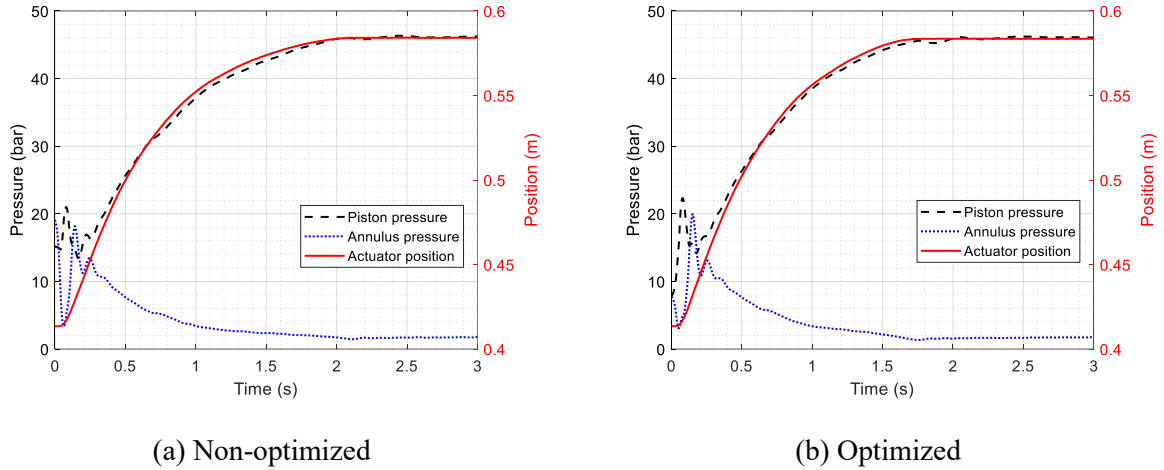 50
40
30
20
10
0
Pressure (bar)
0.6
0.55
0.5
0.45
0.4
Position (m)
Piston pressure
Annulus pressure
Actuator position
0 0.5 1 1.5 2 2.5 3
Time (s)
(a) Non-optimized
50
40
30
20
10
0
Pressure (bar)
0.6
0.55
0.5
0.45
0.4
Position (m)
Piston pressure
Annulus pressure
Actuator position
0 0.5 1 1.5 2 2.5 3
Time (s)
(b) Optimized